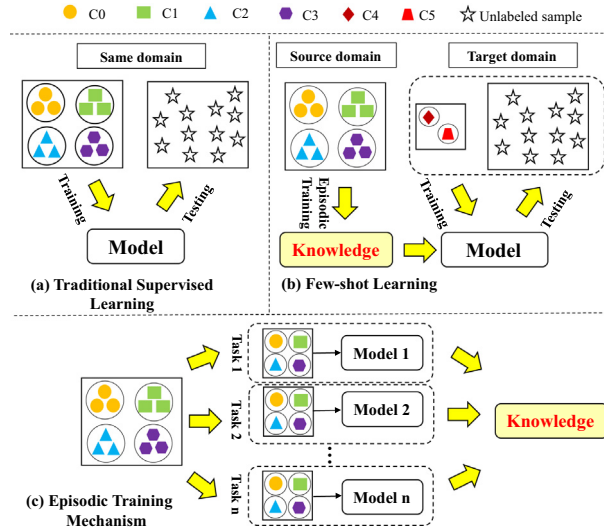 C0 C1 C2 C3 C4 C5 Unlabeled sample
Same domain
Source domain
Target domain
Training
Testing
Model
(a) Traditional Supervised
Learning
Episodic
Training
Knowledge
Training
Testing
Model
(b) Few-shot Learning
Task 1
Model 1
Task 2
Model 2
Knowledge
Task n
Model n
(c) Episodic Training
Mechanism